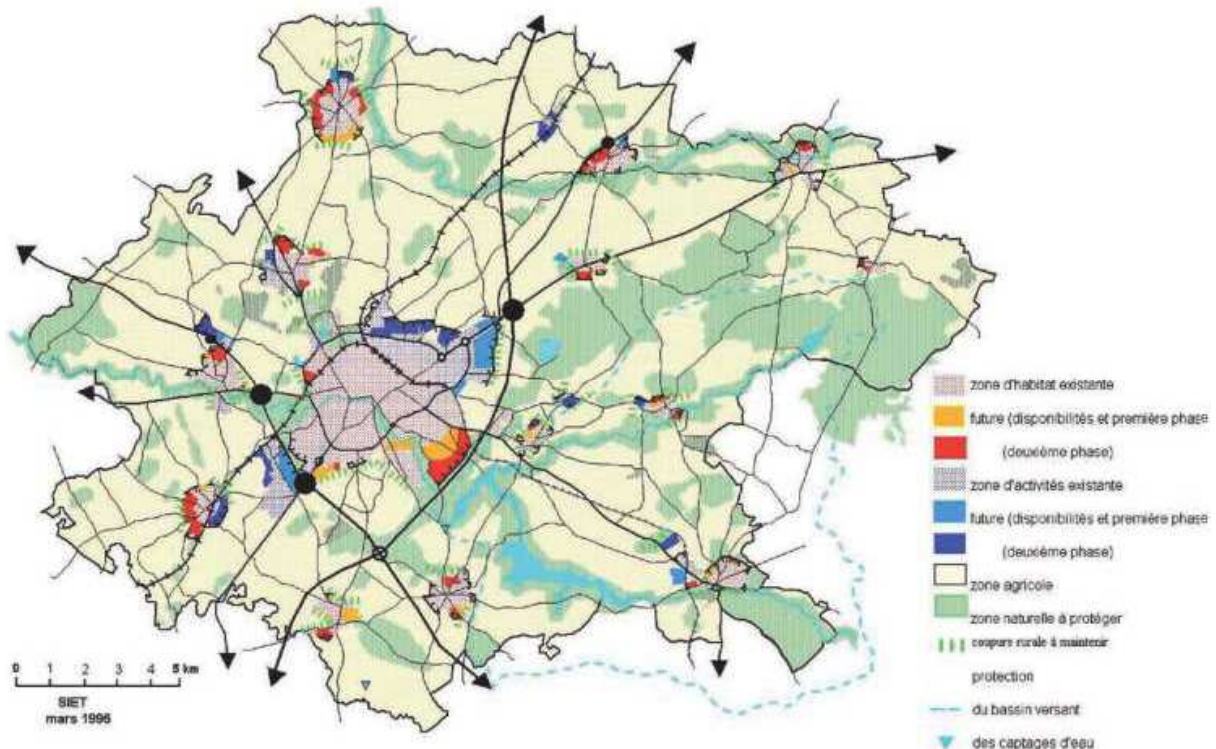 zone d'habitat existante
future (disponibilités et première phase
(deuxième phase)
zone d'activités existante
future (disponibilités et première phase
(deuxième phase)
zone agricole
zone naturelle à protéger
coupure rurale à maintenir
protection
du bassin versant
des captages d'eau
0 1 2 3 4 5 km
SIET
mars 1996